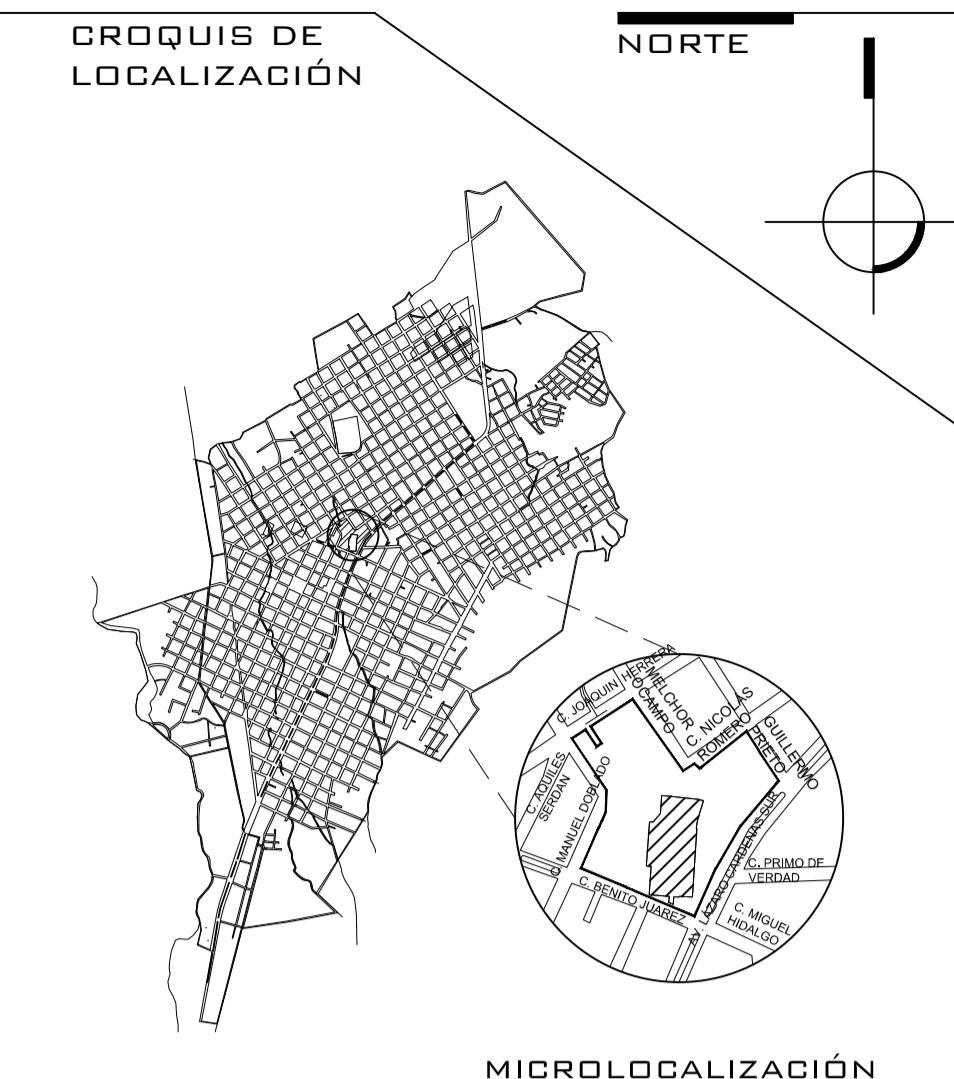 CROQUIS DE
LOCALIZACIÓN
NORTE
C. JOAQUIN HERRERA
C. MELCHOR
OCAMPO
C. NICOLAS
ROMERO
GUILLERMO
PRIETO
C. AQUILES
SERDAN
C. MANUEL DOBLADO
C. BENITO JUAREZ
AV. LAZARO CARDENAS SUR
C. PRIMO DE
VERDAD
C. MIGUEL
HIDALGO
MICROLOCALIZACIÓN